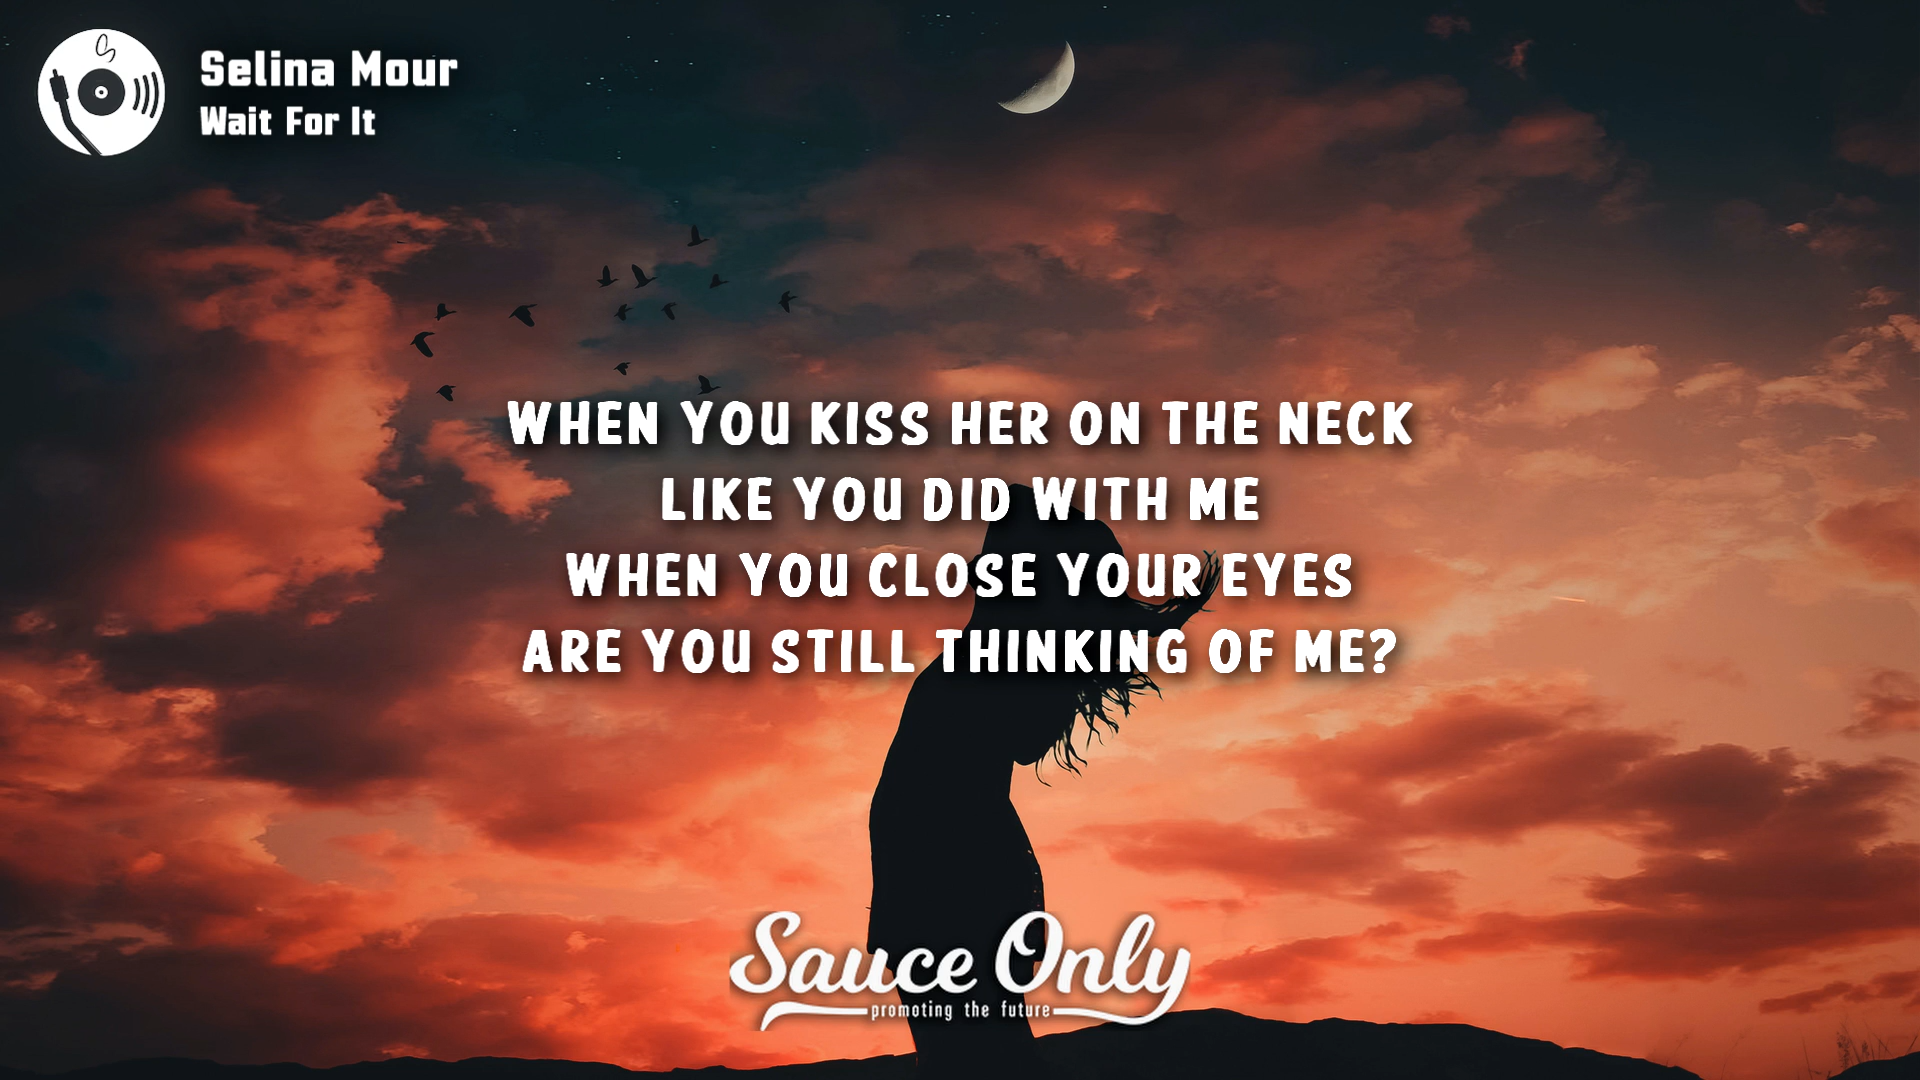 Selina Mour
Wait For It
WHEN YOU KISS HER ON THE NECK
LIKE YOU DID WITH ME
WHEN YOU CLOSE YOUR EYES
ARE YOU STILL THINKING OF ME?
Sauce Only
promoting the future